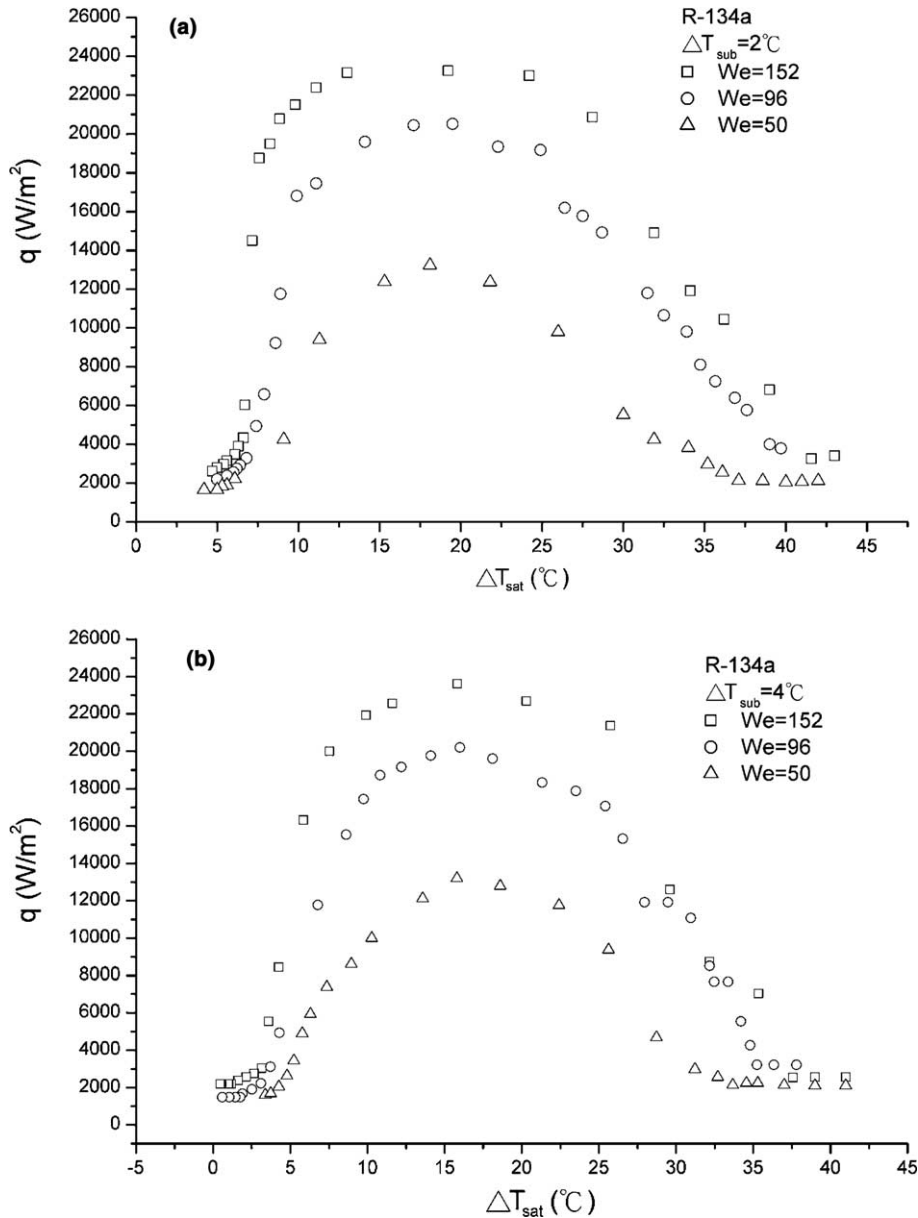 (a)
R-134a
△T_sub=2℃
□ We=152
○ We=96
△ We=50
26000
24000
22000
20000
18000
16000
14000
12000
10000
8000
6000
4000
2000
0
q (W/m²)
0 5 10 15 20 25 30 35 40 45
△T_sat (℃)
(b)
R-134a
△T_sub=4℃
□ We=152
○ We=96
△ We=50
26000
24000
22000
20000
18000
16000
14000
12000
10000
8000
6000
4000
2000
0
q (W/m²)
-5 0 5 10 15 20 25 30 35 40 45
△T_sat (℃)